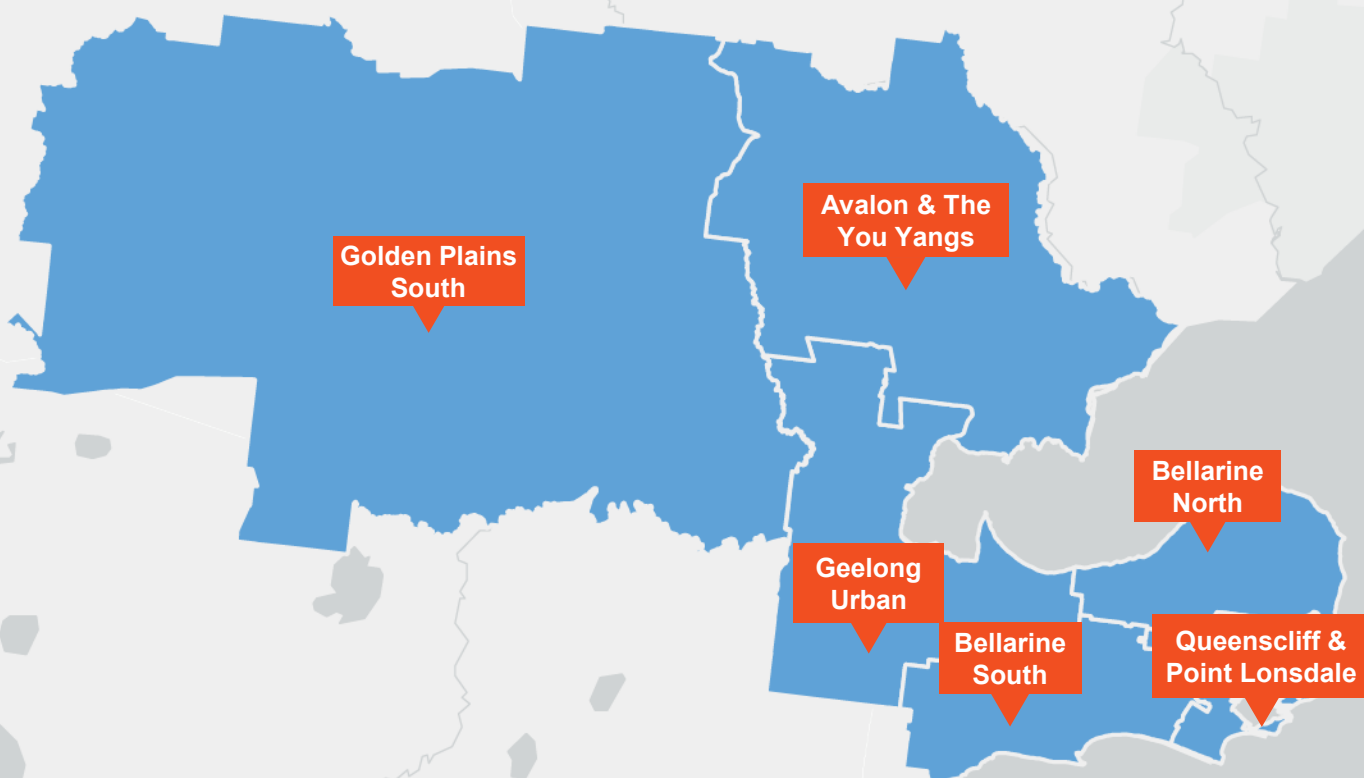 Avalon & The
You Yangs
Golden Plains
South
Bellarine
North
Geelong
Urban
Bellarine
South
Queenscliff &
Point Lonsdale